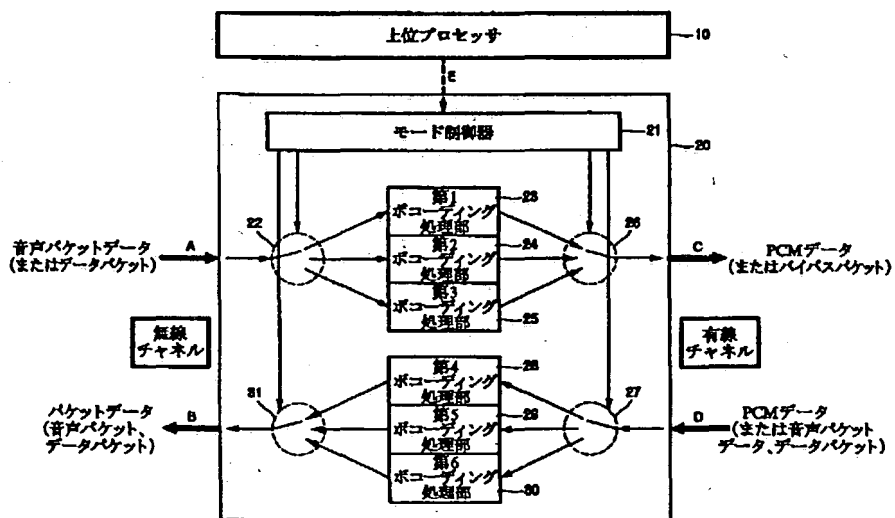 上位プロセッサ
10
E
モード制御器
21
20
第1
ボコーディング
処理部
23
22
第2
ボコーディング
処理部
24
26
音声パケットデータ
(またはデータパケット)
A
C
PCMデータ
(またはバイパスパケット)
第3
ボコーディング
処理部
25
無線
チャネル
有線
チャネル
第4
ボコーディング
処理部
28
31
27
パケットデータ
(音声パケット、
データパケット)
B
第5
ボコーディング
処理部
29
D
PCMデータ
(または音声パケット
データ、データパケット)
第6
ボコーディング
処理部
30